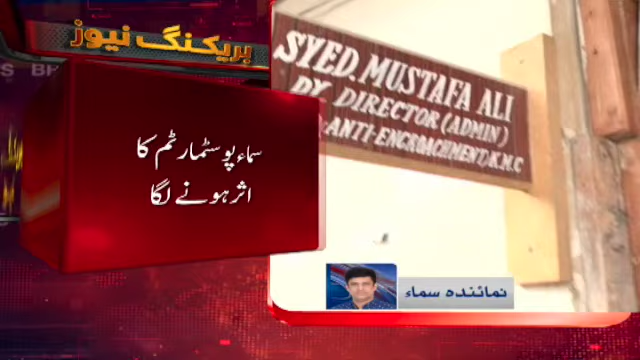 بریکنگ نیوز
سماء پوسٹمارٹم کا
اثر ہونے لگا
SYED. MUSTAFA ALI
DY. DIRECTOR (ADMIN)
ANTI-ENCROACHMENT, K.M.C
نمائندہ سماء